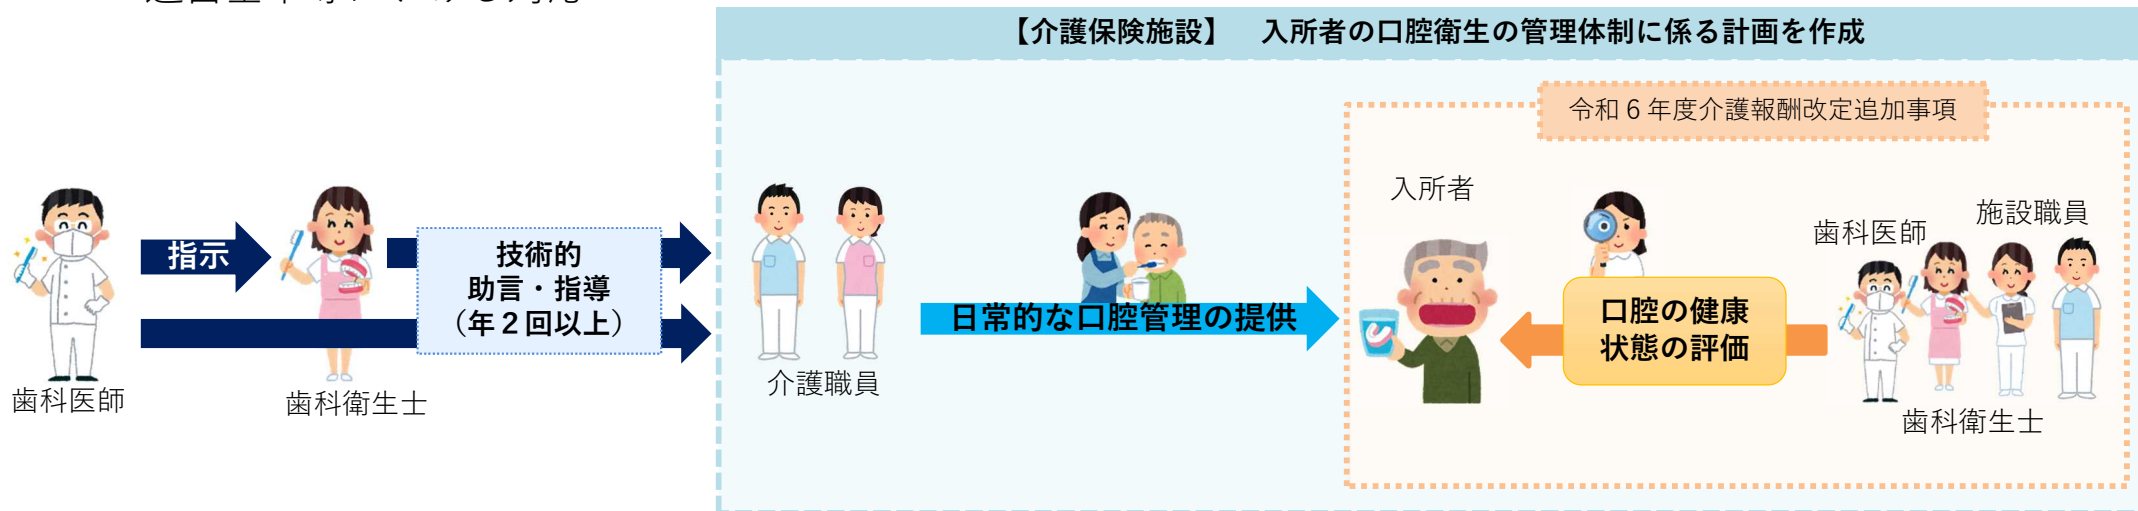 【介護保険施設】　入所者の口腔衛生の管理体制に係る計画を作成
令和６年度介護報酬改定追加事項
指示
技術的
助言・指導
（年２回以上）
歯科医師
歯科衛生士
介護職員
日常的な口腔管理の提供
入所者
口腔の健康
状態の評価
歯科医師
施設職員
歯科衛生士